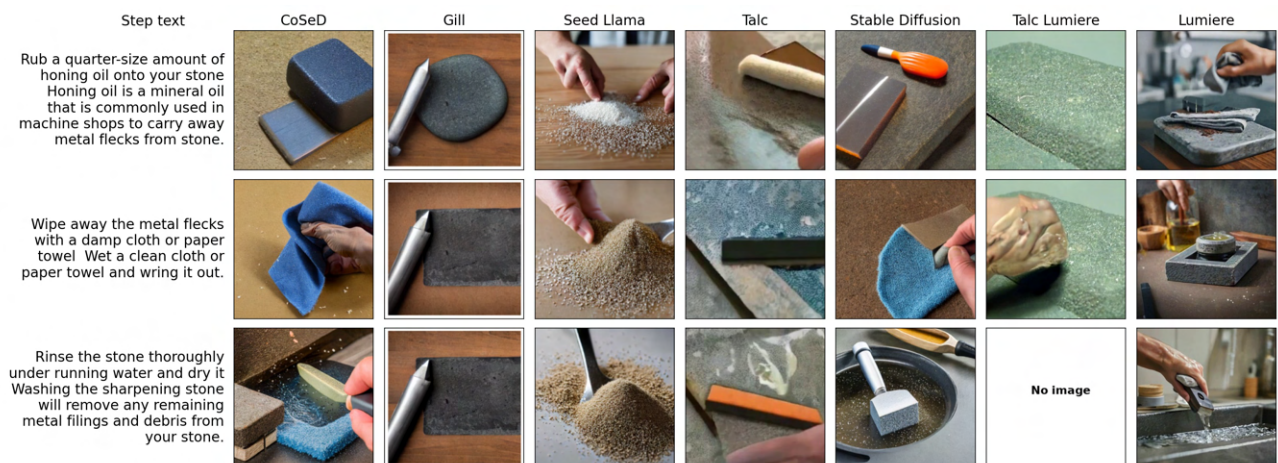 Step text
CoSeD
Gill
Seed Llama
Talc
Stable Diffusion
Talc Lumiere
Lumiere
Rub a quarter-size amount of
honing oil onto your stone
Honing oil is a mineral oil
that is commonly used in
machine shops to carry away
metal flecks from stone.
Wipe away the metal flecks
with a damp cloth or paper
towel  Wet a clean cloth or
paper towel and wring it out.
Rinse the stone thoroughly
under running water and dry it
Washing the sharpening stone
will remove any remaining
metal filings and debris from
your stone.
No image